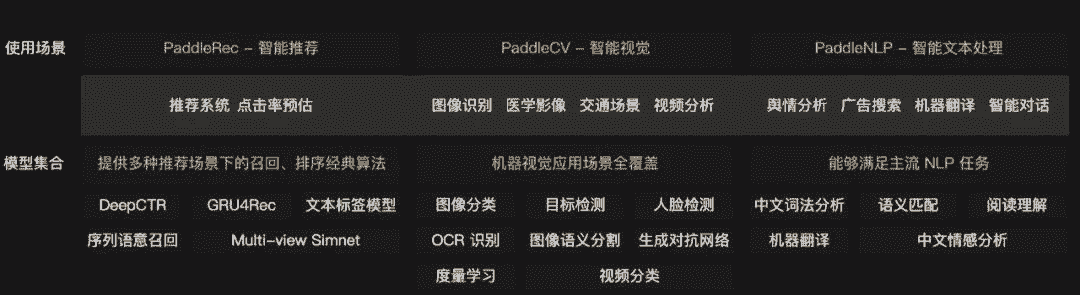 使用场景 PaddleRec - 智能推荐 PaddleCV - 智能视觉 PaddleNLP - 智能文本处理
推荐系统 点击率预估 图像识别 医学影像 交通场景 视频分析 舆情分析 广告搜索 机器翻译 智能对话
模型集合 提供多种推荐场景下的召回、排序经典算法 机器视觉应用场景全覆盖 能够满足主流 NLP 任务
DeepCTR GRU4Rec 文本标签模型 图像分类 目标检测 人脸检测 中文词法分析 语义匹配 阅读理解
序列语意召回 Multi-view Simnet OCR 识别 图像语义分割 生成对抗网络 机器翻译 中文情感分析
度量学习 视频分类